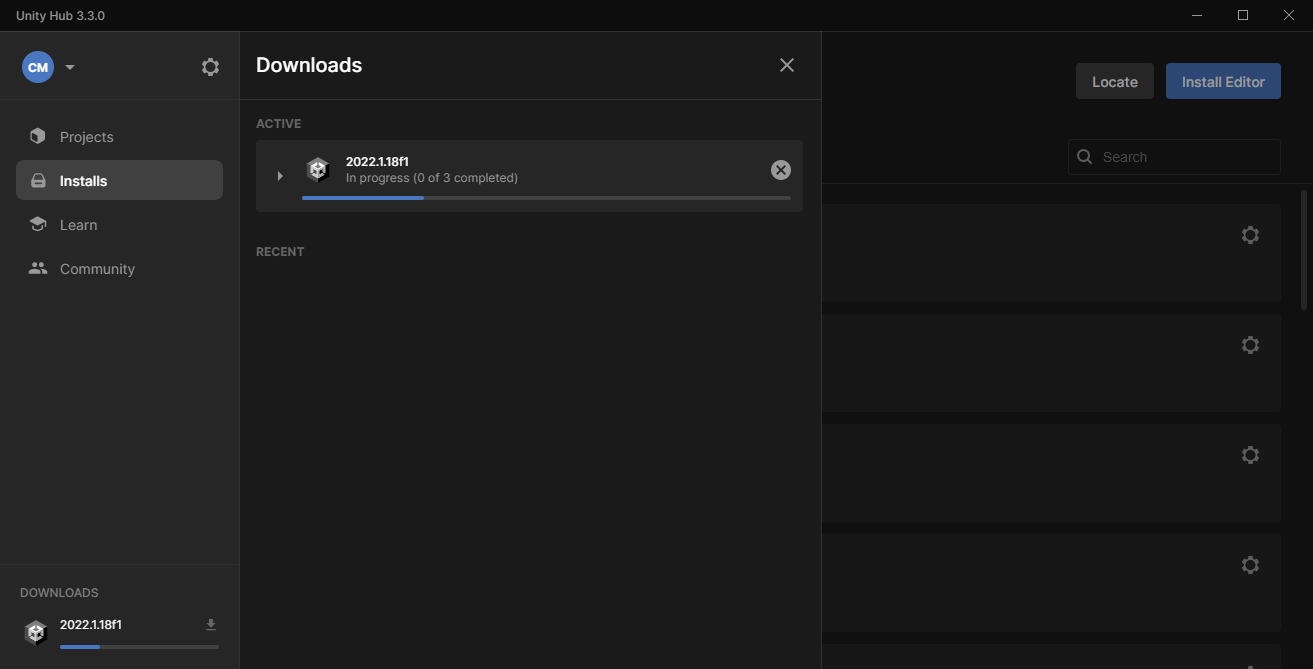 Unity Hub 3.3.0
CM
Projects
Installs
Learn
Community
DOWNLOADS
2022.1.18f1
Downloads
ACTIVE
2022.1.18f1
In progress (0 of 3 completed)
RECENT
Locate
Install Editor
Search